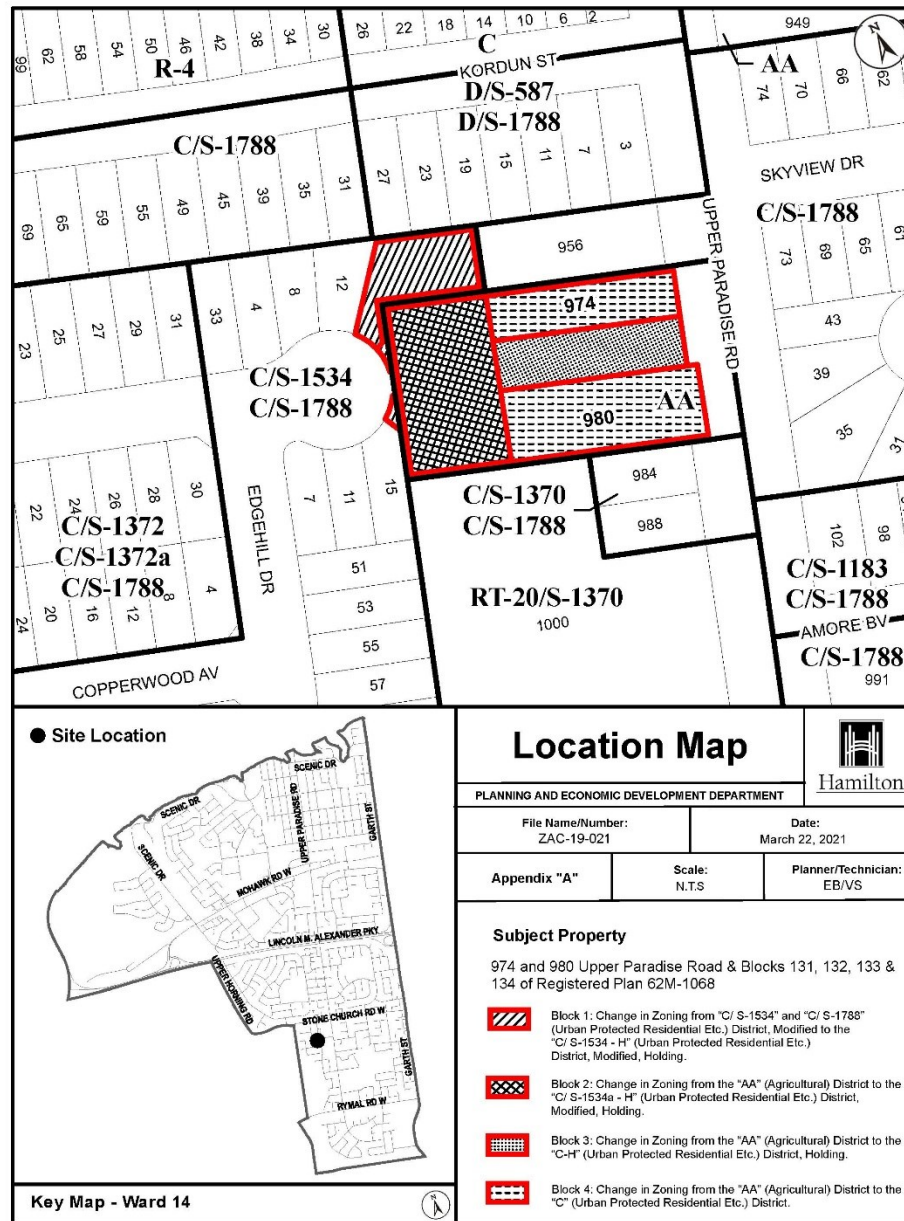 26 22 18 14 10 6 2
949
66 62 58 54 50 46 42 38 34 30
R-4
C
KORDUN ST
D/S-587
D/S-1788
AA
74 70 66 62
N
C/S-1788
SKYVIEW DR
C/S-1788
69 65 59 55 49 45 39 35 31
27 23 19 15 11 7 3
UPPER PARADISE RD
956
73 69 65 61
23 25 27 29 31
33 4 8 12
974
43
39
35
31
C/S-1534
C/S-1788
980
AA
22 24 26 28 30
C/S-1372
C/S-1372a
C/S-1788
24 20 16 12 8 4
EDGEHILL DR
7 11 15
C/S-1370
C/S-1788
984
988
51
53
55
57
RT-20/S-1370
1000
102 98
C/S-1183
C/S-1788
AMORE BV
C/S-1788
991
COPPERWOOD AV
Site Location
SCENIC DR
SCENIC DR
SCENIC DR
UPPER PARADISE RD
GARTH ST
MOHAWK RD W
LINCOLN M. ALEXANDER PKY
UPPER HORNING RD
STONE CHURCH RD W
GARTH ST
RYMAL RD W
Key Map - Ward 14
N
Location Map
Hamilton
PLANNING AND ECONOMIC DEVELOPMENT DEPARTMENT
File Name/Number:
ZAC-19-021
Date:
March 22, 2021
Appendix "A"
Scale:
N.T.S
Planner/Technician:
EB/VS
Subject Property
974 and 980 Upper Paradise Road & Blocks 131, 132, 133 &
134 of Registered Plan 62M-1068
Block 1: Change in Zoning from "C/ S-1534" and "C/ S-1788"
(Urban Protected Residential Etc.) District, Modified to the
"C/ S-1534 - H" (Urban Protected Residential Etc.)
District, Modified, Holding.
Block 2: Change in Zoning from the "AA" (Agricultural) District to the
"C/ S-1534a - H" (Urban Protected Residential Etc.) District,
Modified, Holding.
Block 3: Change in Zoning from the "AA" (Agricultural) District to the
"C-H" (Urban Protected Residential Etc.) District, Holding.
Block 4: Change in Zoning from the "AA" (Agricultural) District to the
"C" (Urban Protected Residential Etc.) District.